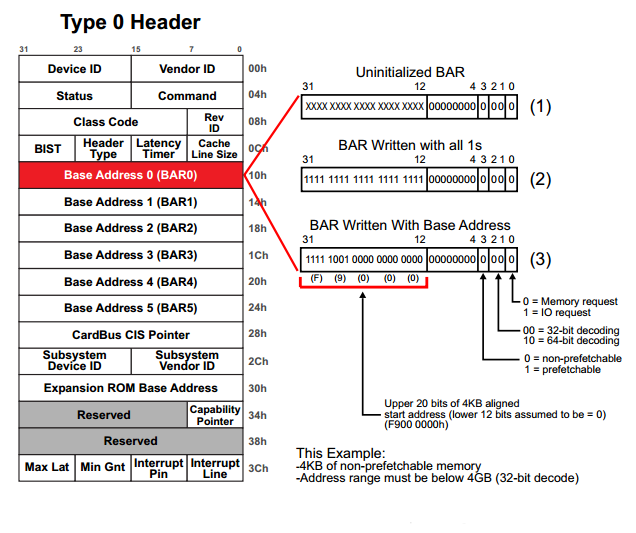 Type 0 Header
31 23 15 7 0
Device ID Vendor ID 00h
Status Command 04h
Class Code Rev ID 08h
BIST Header Type Latency Timer Cache Line Size 0Ch
Base Address 0 (BAR0) 10h
Base Address 1 (BAR1) 14h
Base Address 2 (BAR2) 18h
Base Address 3 (BAR3) 1Ch
Base Address 4 (BAR4) 20h
Base Address 5 (BAR5) 24h
CardBus CIS Pointer 28h
Subsystem Device ID Subsystem Vendor ID 2Ch
Expansion ROM Base Address 30h
Reserved Capability Pointer 34h
Reserved 38h
Max Lat Min Gnt Interrupt Pin Interrupt Line 3Ch
Uninitialized BAR
31 12 4 3 2 1 0
XXXX XXXX XXXX XXXX XXXX 00000000 0 00 0 (1)
BAR Written with all 1s
31 12 4 3 2 1 0
1111 1111 1111 1111 1111 00000000 0 00 0 (2)
BAR Written With Base Address
31 12 4 3 2 1 0
1111 1001 0000 0000 0000 00000000 0 00 0 (3)
(F) (9) (0) (0) (0)
0 = Memory request
1 = IO request
00 = 32-bit decoding
10 = 64-bit decoding
0 = non-prefetchable
1 = prefetchable
Upper 20 bits of 4KB aligned
start address (lower 12 bits assumed to be = 0)
(F900 0000h)
This Example:
-4KB of non-prefetchable memory
-Address range must be below 4GB (32-bit decode)